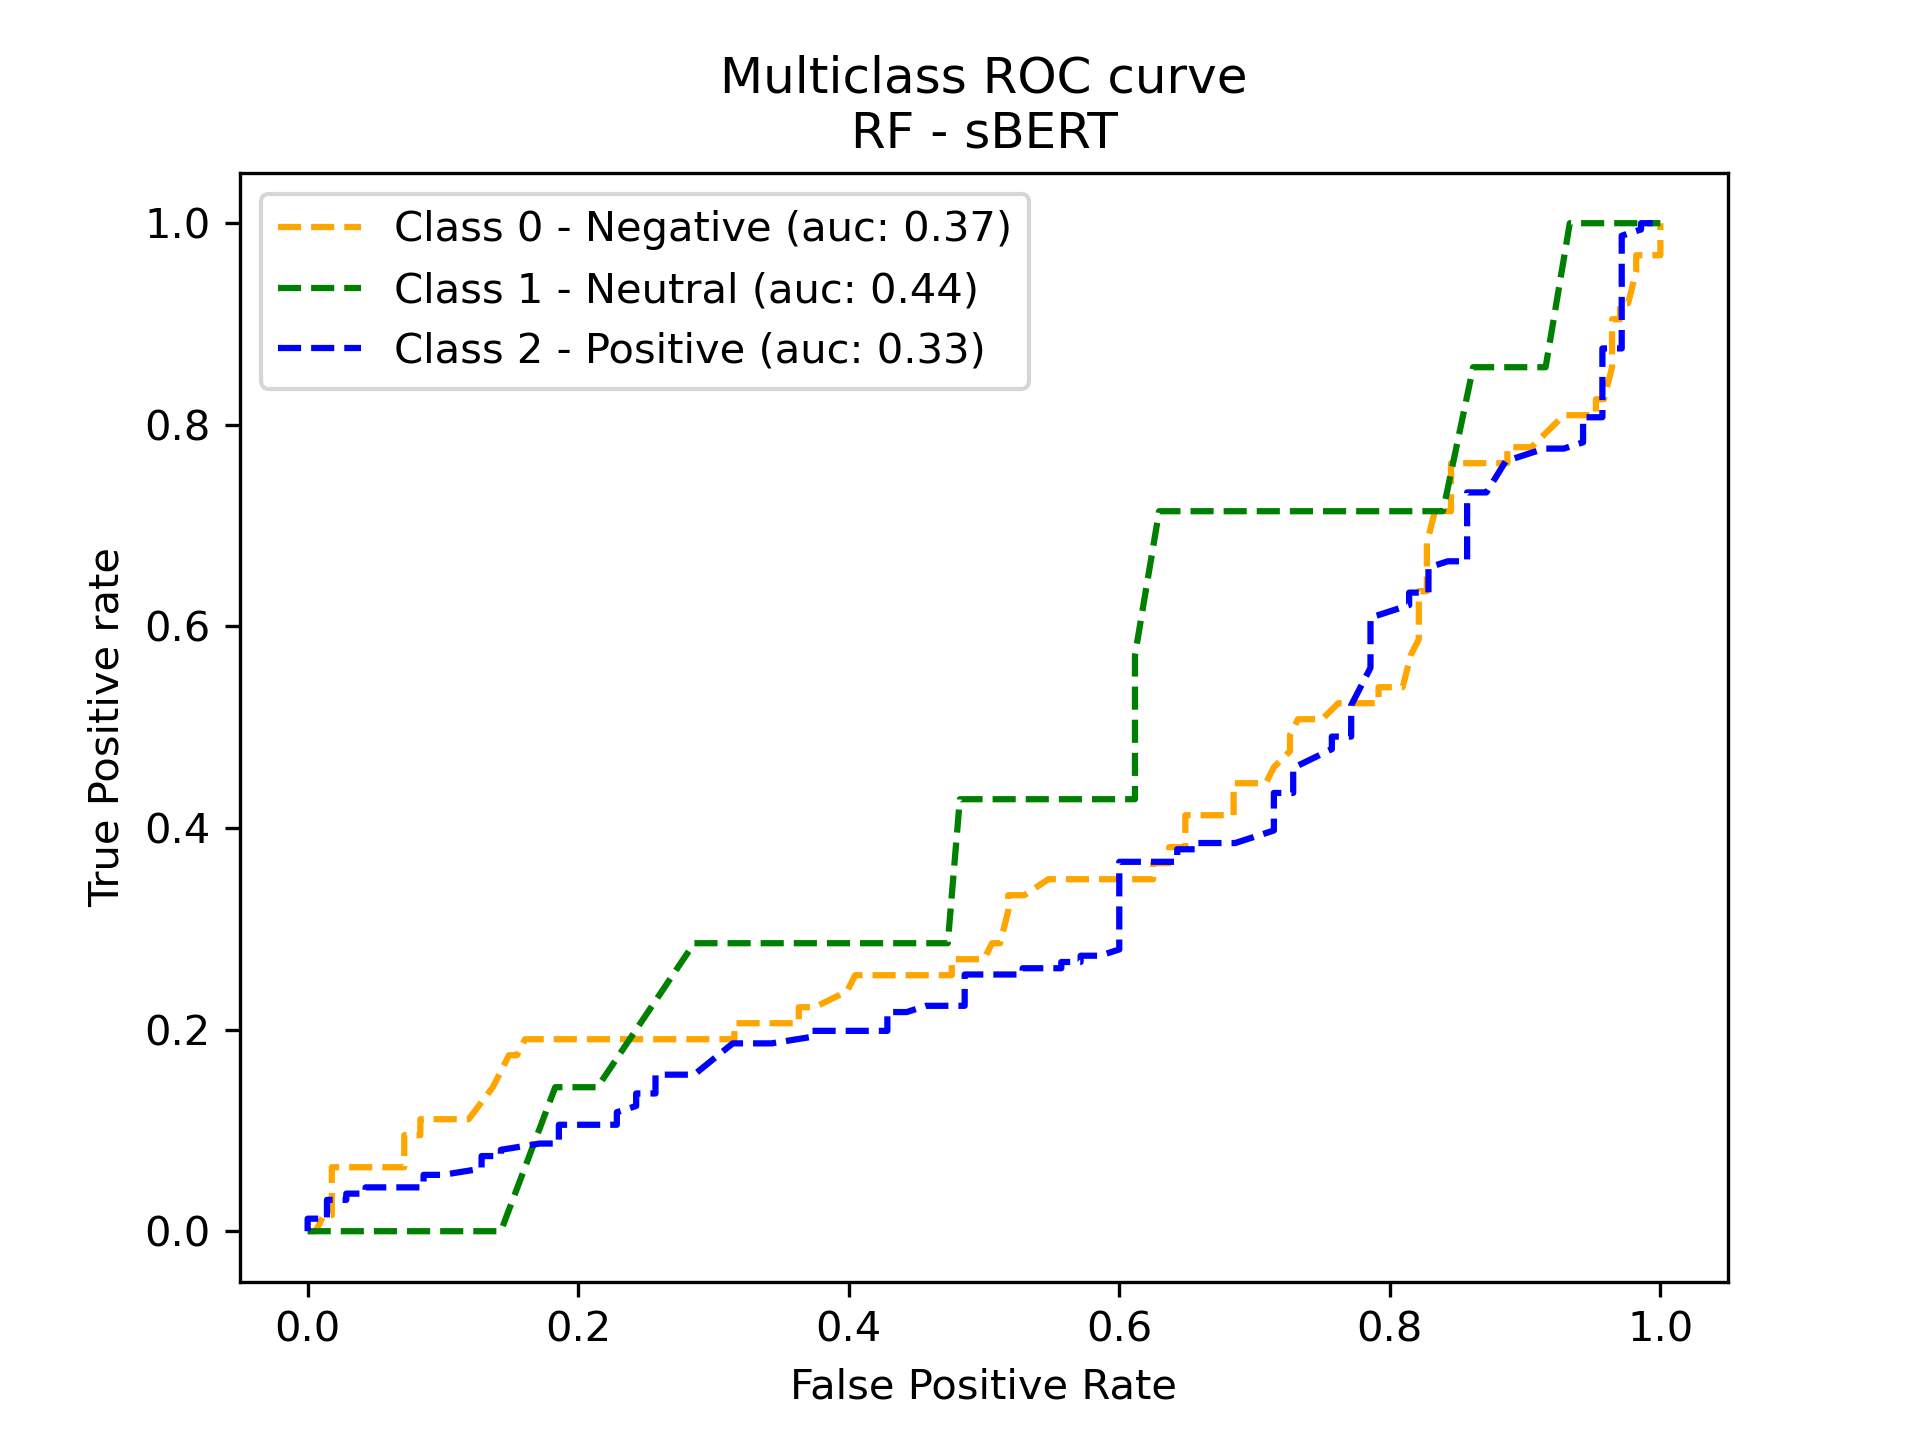 Multiclass ROC curve
RF - sBERT
Class 0 - Negative (auc: 0.37)
Class 1 - Neutral (auc: 0.44)
Class 2 - Positive (auc: 0.33)
True Positive rate
1.0
0.8
0.6
0.4
0.2
0.0
0.0 0.2 0.4 0.6 0.8 1.0
False Positive Rate